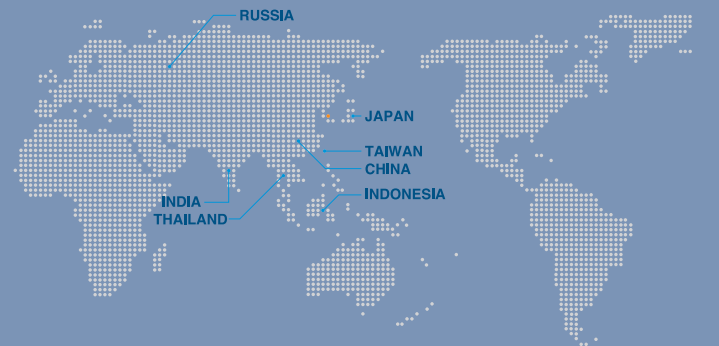 RUSSIA
JAPAN
TAIWAN
CHINA
INDONESIA
INDIA
THAILAND